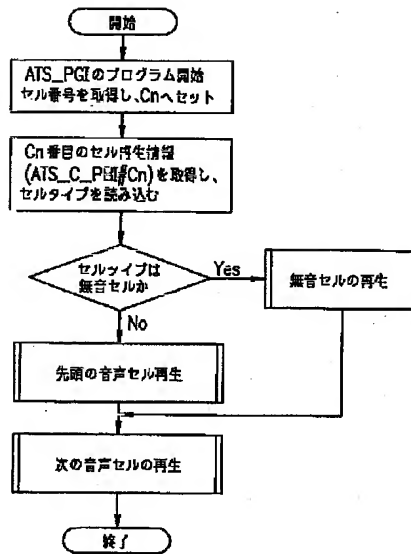 開始
ATS_PGIのプログラム開始
セル番号を取得し、Cnへセット
Cn番目のセル再生情報
(ATS_C_PBI#Cn)を取得し、
セルタイプを読み込む
セルタイプは
無音セルか
Yes
無音セルの再生
No
先頭の音声セル再生
次の音声セルの再生
終了